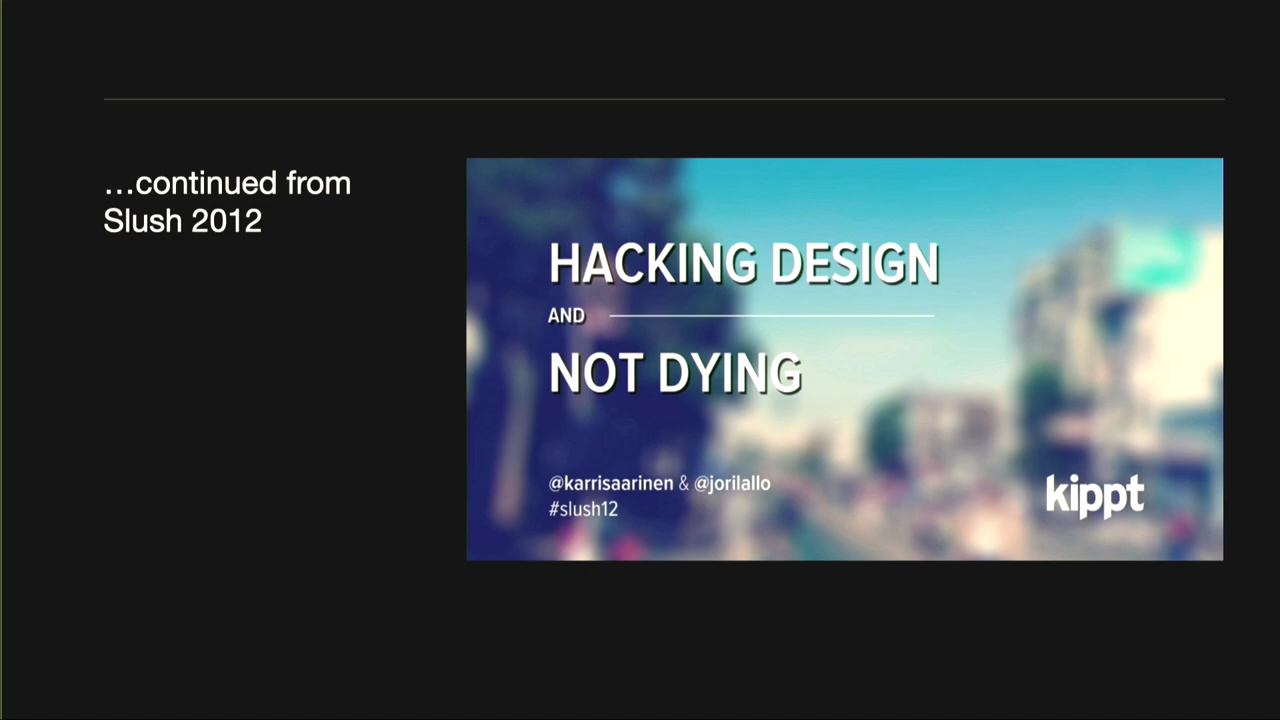 …continued from
Slush 2012
HACKING DESIGN
AND
NOT DYING
@karrisaarinen & @jorilallo
#slush12
kippt